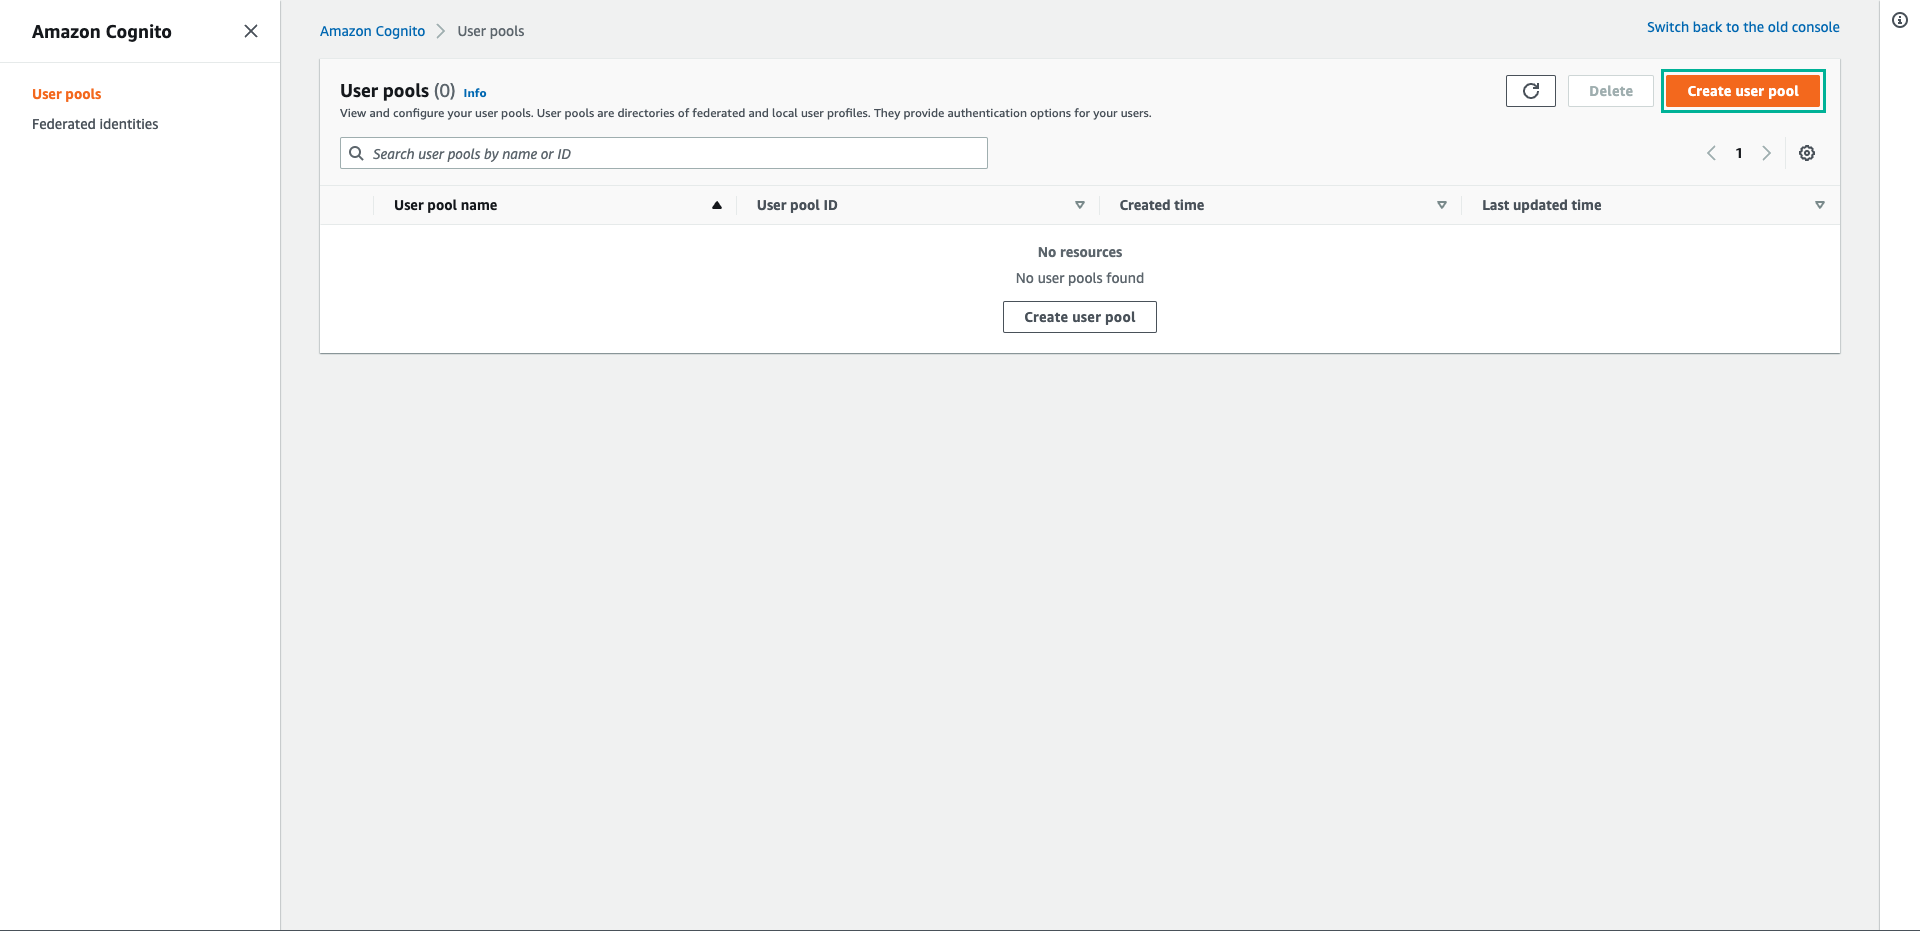 Amazon Cognito
User pools
Federated identities
Amazon Cognito User pools
Switch back to the old console
User pools (0) Info
View and configure your user pools. User pools are directories of federated and local user profiles. They provide authentication options for your users.
Delete
Create user pool
Search user pools by name or ID
1
User pool name User pool ID Created time Last updated time
No resources
No user pools found
Create user pool